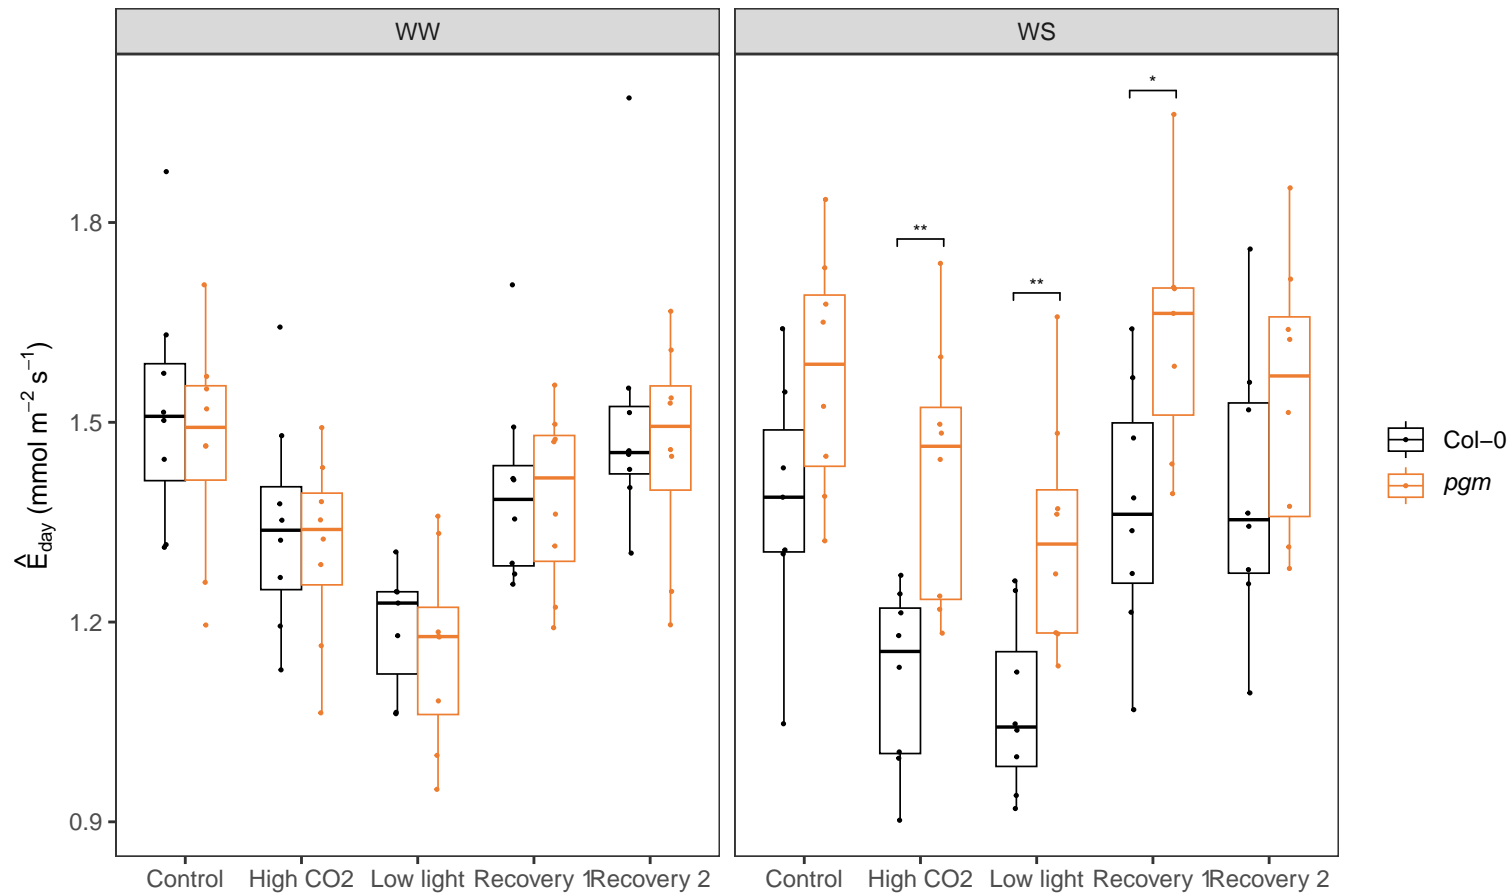 WW
WS
*
**
**
1.8
1.5
1.2
0.9
Ê_day (mmol m⁻² s⁻¹)
Col−0
pgm
Control High CO2 Low light Recovery 1 Recovery 2
Control High CO2 Low light Recovery 1 Recovery 2